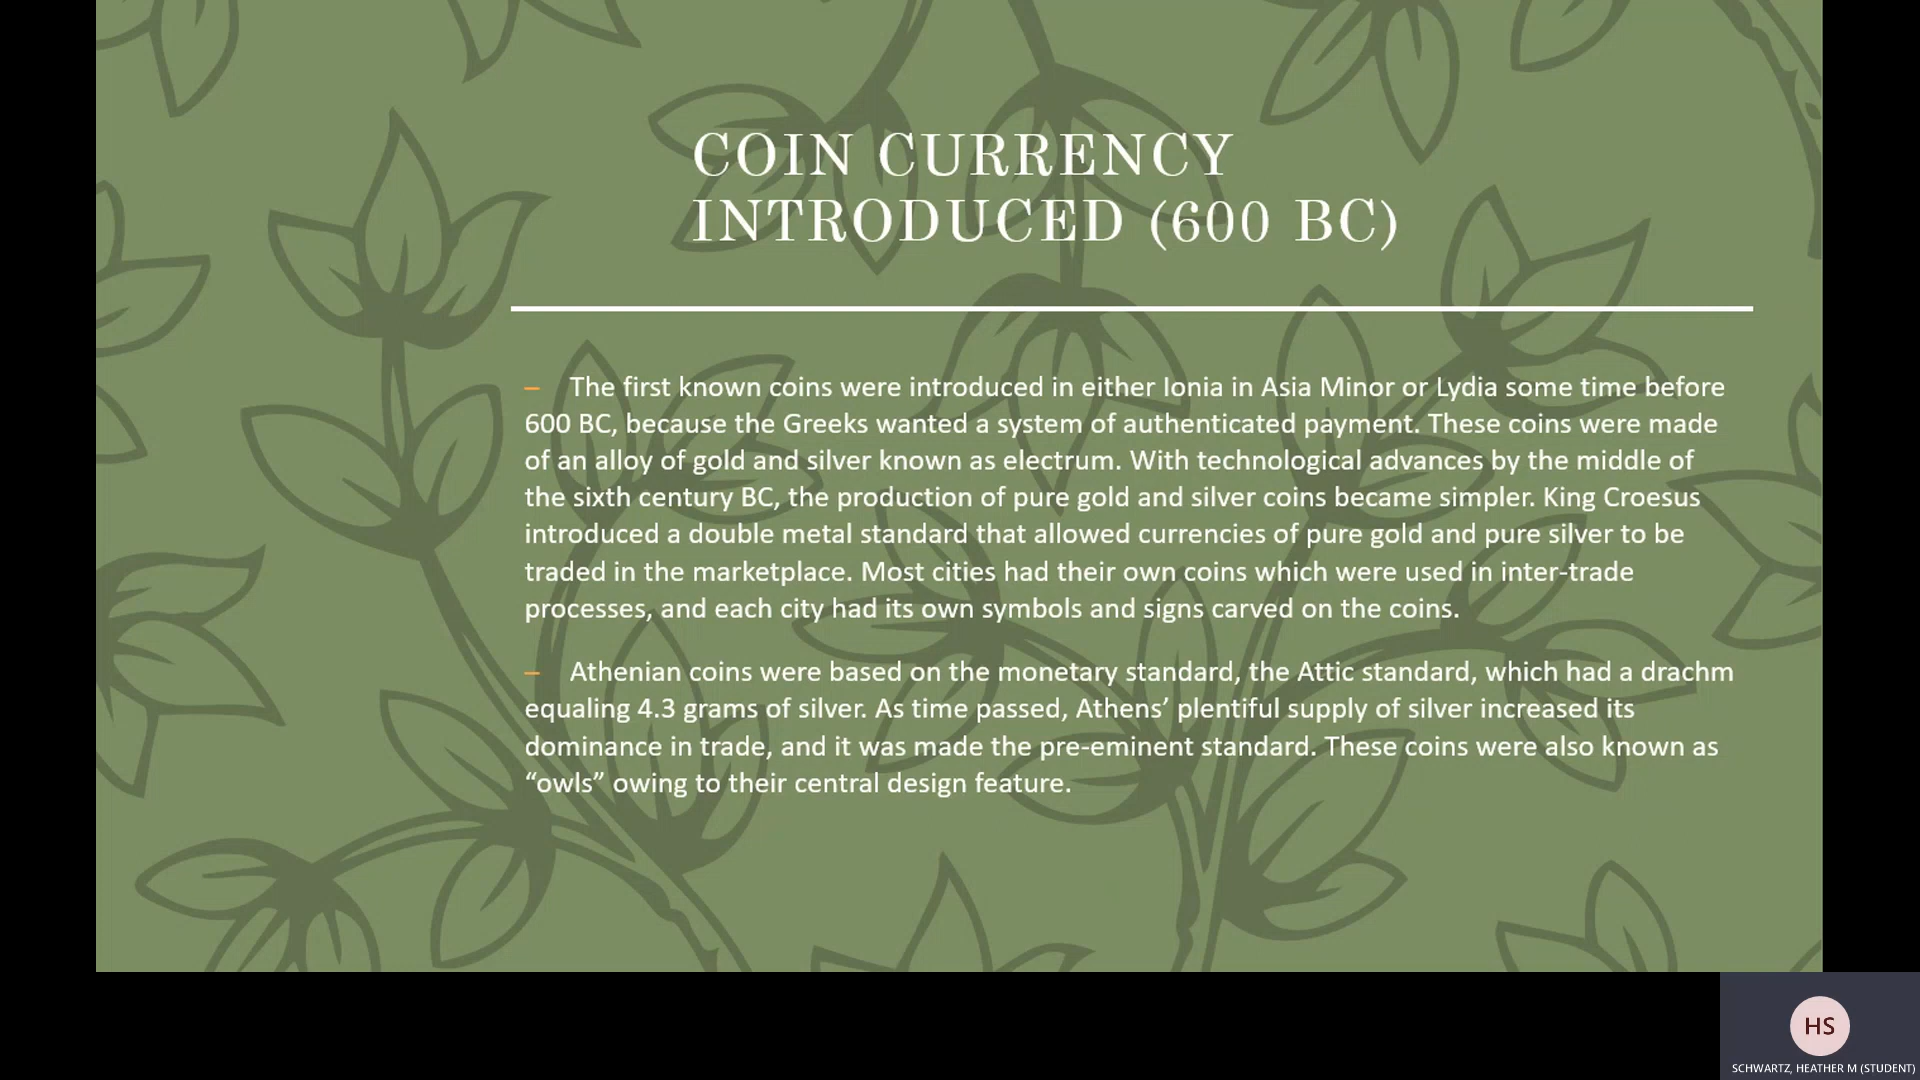 COIN CURRENCY
INTRODUCED (600 BC)
– The first known coins were introduced in either Ionia in Asia Minor or Lydia some time before
600 BC, because the Greeks wanted a system of authenticated payment. These coins were made
of an alloy of gold and silver known as electrum. With technological advances by the middle of
the sixth century BC, the production of pure gold and silver coins became simpler. King Croesus
introduced a double metal standard that allowed currencies of pure gold and pure silver to be
traded in the marketplace. Most cities had their own coins which were used in inter-trade
processes, and each city had its own symbols and signs carved on the coins.
– Athenian coins were based on the monetary standard, the Attic standard, which had a drachm
equaling 4.3 grams of silver. As time passed, Athens’ plentiful supply of silver increased its
dominance in trade, and it was made the pre-eminent standard. These coins were also known as
“owls” owing to their central design feature.
HS
SCHWARTZ, HEATHER M (STUDENT)